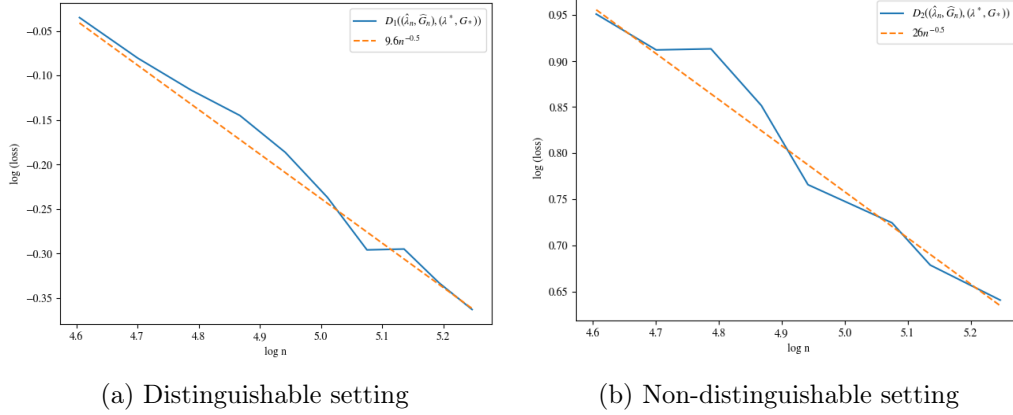 −0.05
−0.10
−0.15
−0.20
−0.25
−0.30
−0.35
log (loss)
4.6 4.7 4.8 4.9 5.0 5.1 5.2
log n
D₁((λ̂ₙ, Ĝₙ), (λ*, G*))
9.6n^{−0.5}
(a) Distinguishable setting
0.95
0.90
0.85
0.80
0.75
0.70
0.65
log (loss)
4.6 4.7 4.8 4.9 5.0 5.1 5.2
log n
D₂((λ̂ₙ, Ĝₙ), (λ*, G*))
26n^{−0.5}
(b) Non-distinguishable setting